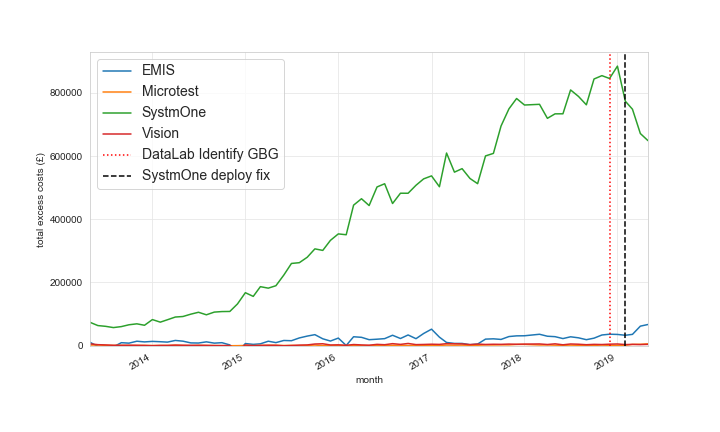 EMIS
Microtest
SystmOne
Vision
DataLab Identify GBG
SystmOne deploy fix
total excess costs (£)
800000
600000
400000
200000
0
2014
2015
2016
2017
2018
2019
month